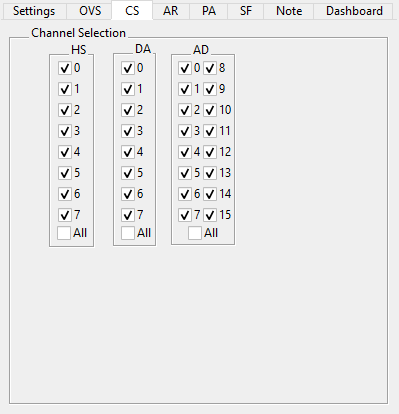 Settings OVS CS AR PA SF Note Dashboard
Channel Selection
HS DA AD
0 0 0 8
1 1 1 9
2 2 2 10
3 3 3 11
4 4 4 12
5 5 5 13
6 6 6 14
7 7 7 15
All All All